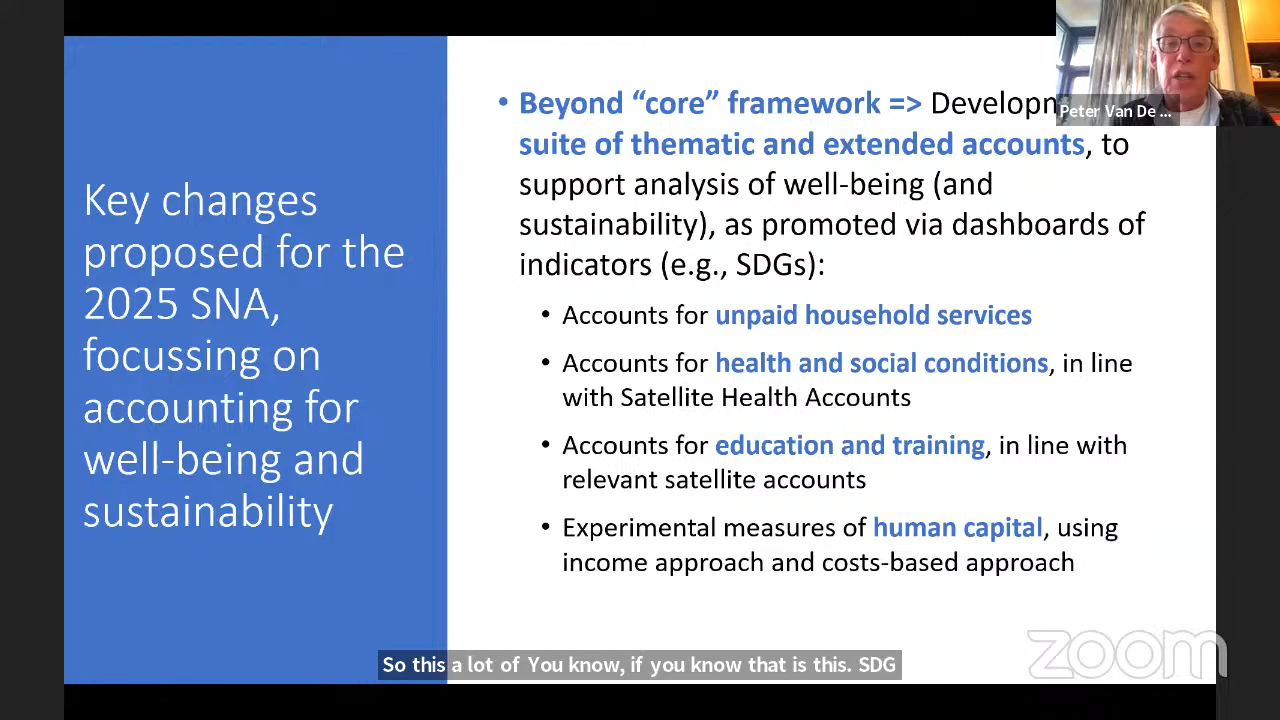 Key changes
proposed for the
2025 SNA,
focussing on
accounting for
well-being and
sustainability
• Beyond “core” framework =>
suite of thematic and extended accounts, to
support analysis of well-being (and
sustainability), as promoted via dashboards of
indicators (e.g., SDGs):
• Accounts for unpaid household services
• Accounts for health and social conditions, in line
with Satellite Health Accounts
• Accounts for education and training, in line with
relevant satellite accounts
• Experimental measures of human capital, using
income approach and costs-based approach
Peter Van De ...
So this a lot of You know, if you know that is this. SDG
zoom